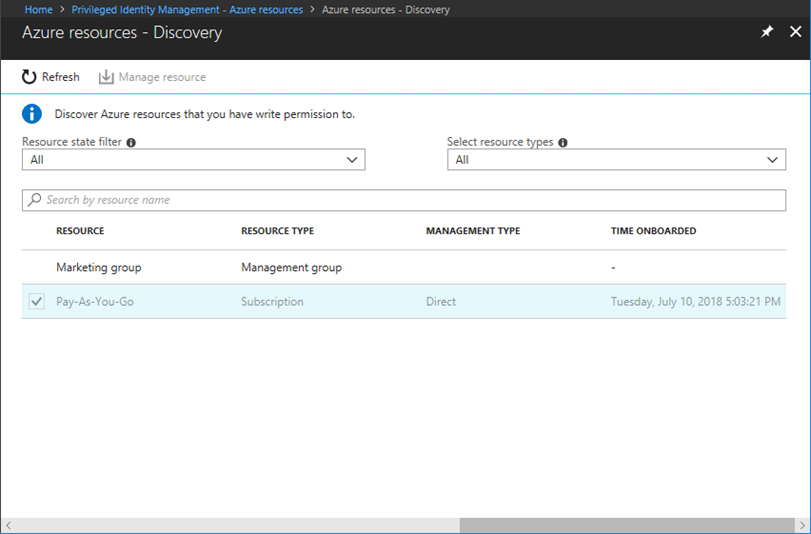 Home > Privileged Identity Management - Azure resources > Azure resources - Discovery
Azure resources - Discovery
Refresh Manage resource
Discover Azure resources that you have write permission to.
Resource state filter Select resource types
All All
Search by resource name
RESOURCE RESOURCE TYPE MANAGEMENT TYPE TIME ONBOARDED
Marketing group Management group -
Pay-As-You-Go Subscription Direct Tuesday, July 10, 2018 5:03:21 PM